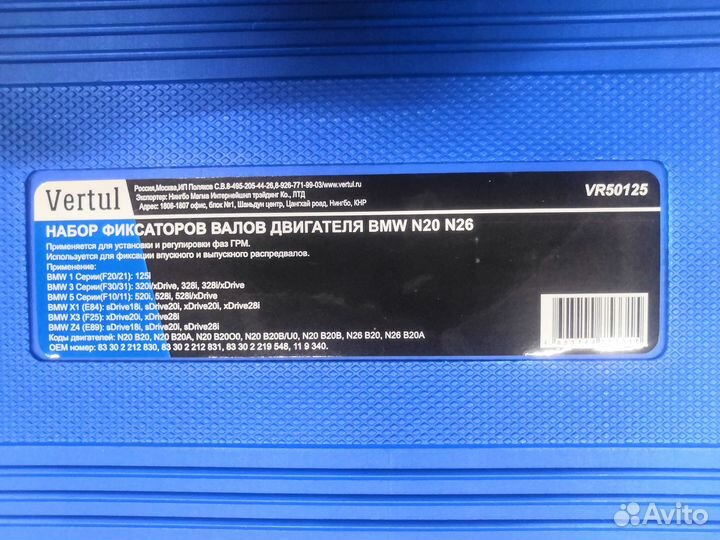 Vertul
Россия,Москва,ИП Поляков С.В.8-495-205-44-26,8-926-771-99-03/www.vertul.ru
Экспортер: Нингбо Магма Интернейшнл трэйдинг Ко., ЛТД
Адрес: 1806-1807 офис, блок №1, Шаньдун центр, Цангхай роад, Нингбо, КНР
VR50125
НАБОР ФИКСАТОРОВ ВАЛОВ ДВИГАТЕЛЯ BMW N20 N26
Применяется для установки и регулировки фаз ГРМ.
Используется для фиксации впускного и выпускного распредвалов.
Применение:
BMW 1 Серии(F20/21): 125i
BMW 3 Серии(F30/31): 320i/xDrive, 328i, 328i/xDrive
BMW 5 Серии(F10/11): 520i, 528i, 528i/xDrive
BMW X1 (E84): sDrive18i, sDrive20i, xDrive20i, xDrive28i
BMW X3 (F25): xDrive20i, xDrive28i
BMW Z4 (E89): sDrive18i, sDrive20i, sDrive28i
Коды двигателей: N20 B20, N20 B20A, N20 B20O0, N20 B20B/U0, N20 B20B, N26 B20, N26 B20A
OEM номер: 83 30 2 212 830, 83 30 2 212 831, 83 30 2 219 548, 11 9 340.
Avito